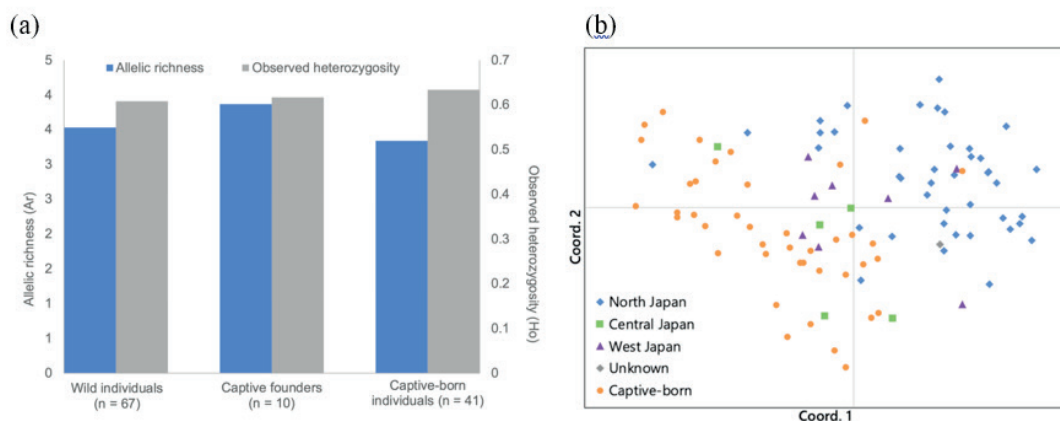 (a)
Allelic richness
Observed heterozygosity
5
4
4
3
3
2
2
1
1
0
Allelic richness (Ar)
0.7
0.6
0.5
0.4
0.3
0.2
0.1
0
Observed heterozygosity (Ho)
Wild individuals
(n = 67)
Captive founders
(n = 10)
Captive-born
individuals (n = 41)
(b)
Coord. 2
North Japan
Central Japan
West Japan
Unknown
Captive-born
Coord. 1